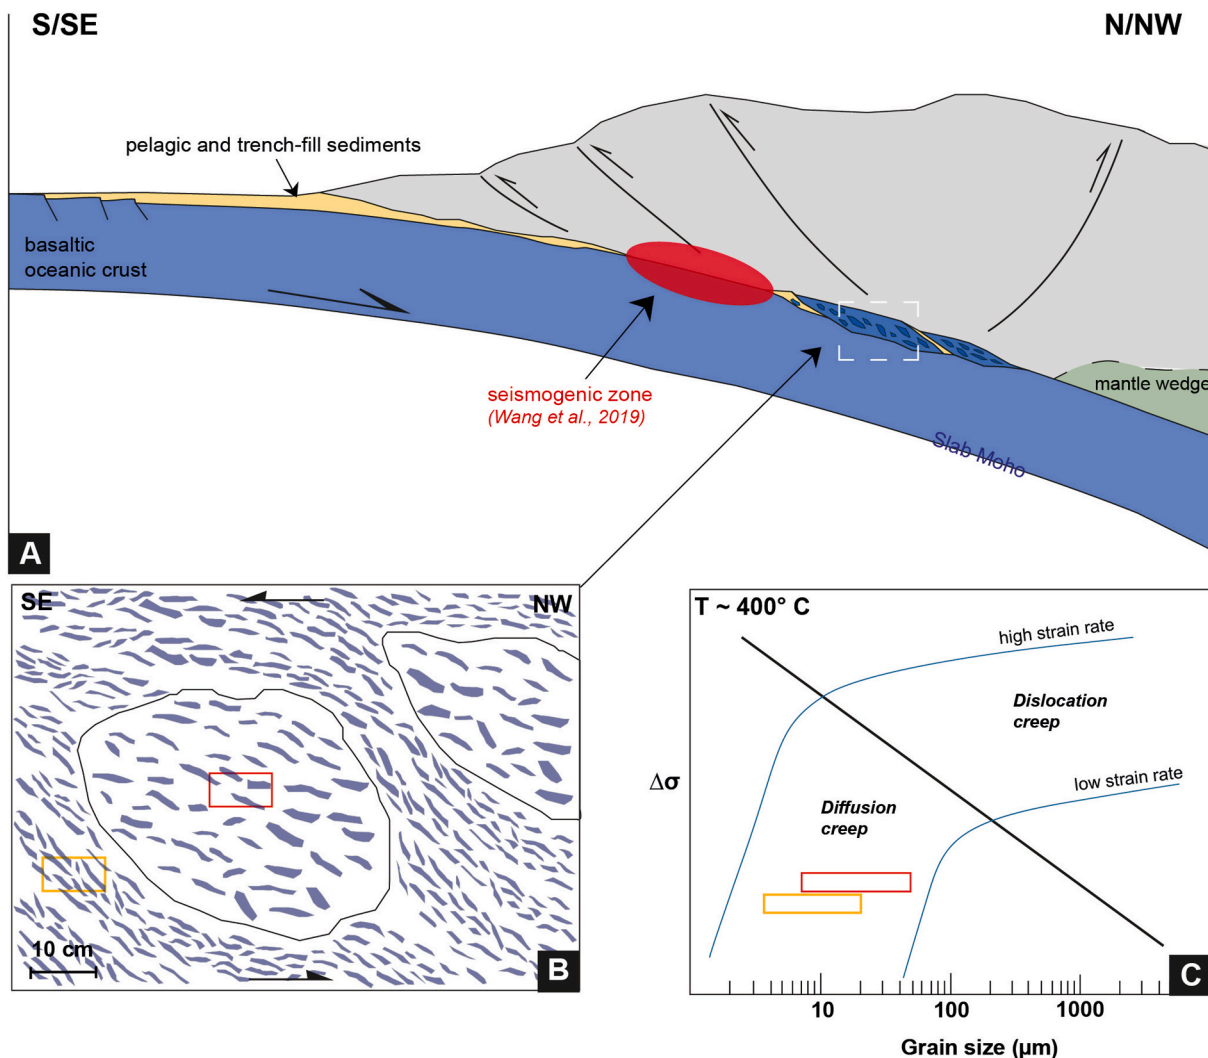 S/SE
N/NW
pelagic and trench-fill sediments
basaltic
oceanic crust
seismogenic zone
(Wang et al., 2019)
mantle wedge
Slab Moho
A
SE
NW
10 cm
B
T ~ 400° C
high strain rate
Dislocation
creep
low strain rate
Δσ
Diffusion
creep
10
100
1000
C
Grain size (μm)